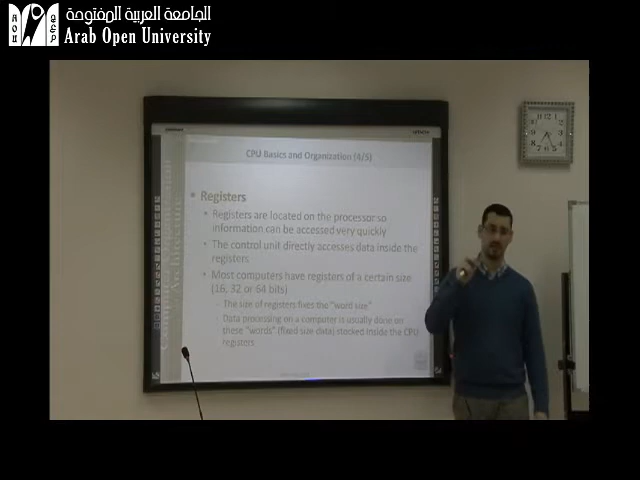 الجامعة العربية المفتوحة
Arab Open University
CPU Basics and Organization (4/5)
Registers
• Registers are located on the processor so
information can be accessed very quickly
• The control unit directly accesses data inside the
registers
• Most computers have registers of a certain size
(16, 32 or 64 bits)
– The size of registers fixes the "word size"
– Data processing on a computer is usually done on
these "words" (fixed size data) stocked inside the CPU
registers